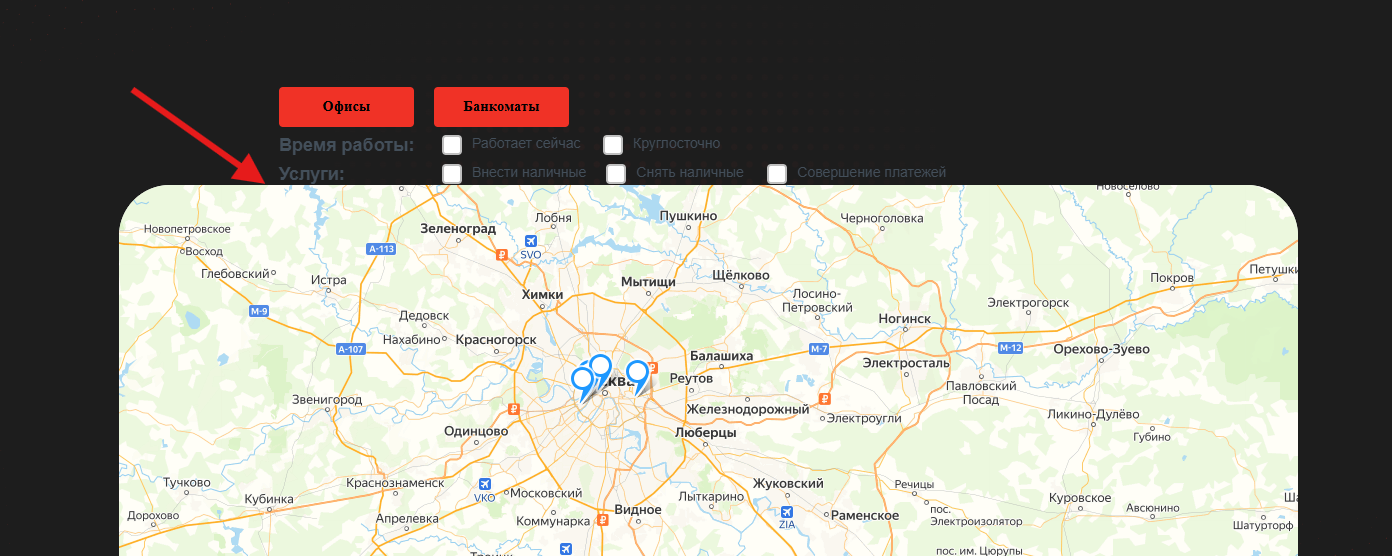 Офисы
Банкоматы
Время работы:
Работает сейчас
Круглосточно
Услуги:
Внести наличные
Снять наличные
Совершение платежей
Новоселово
Лобня
Пушкино
Черноголовка
Новопетровское
Зеленоград
Восход
А-113
SVO
Глебовский
Истра
Мытищи
Щёлково
Покров
Петушки
Химки
Лосино-
Петровский
Электрогорск
М-9
Дедовск
Ногинск
Нахабино
Красногорск
А-107
Балашиха
М-7
М-12
Орехово-Зуево
Электросталь
Реутов
Павловский
Посад
Звенигород
Железнодорожный
Электроугли
Ликино-Дулёво
Одинцово
Люберцы
Губино
Тучково
Краснознаменск
VKO
Московский
Жуковский
Речицы
Кубинка
Лыткарино
Куровское
Дорохово
Апрелевка
Коммунарка
Видное
ZIA
Раменское
пос.
Электроизолятор
Авсюнино
Шатурторф
пос. им. Цюрупы